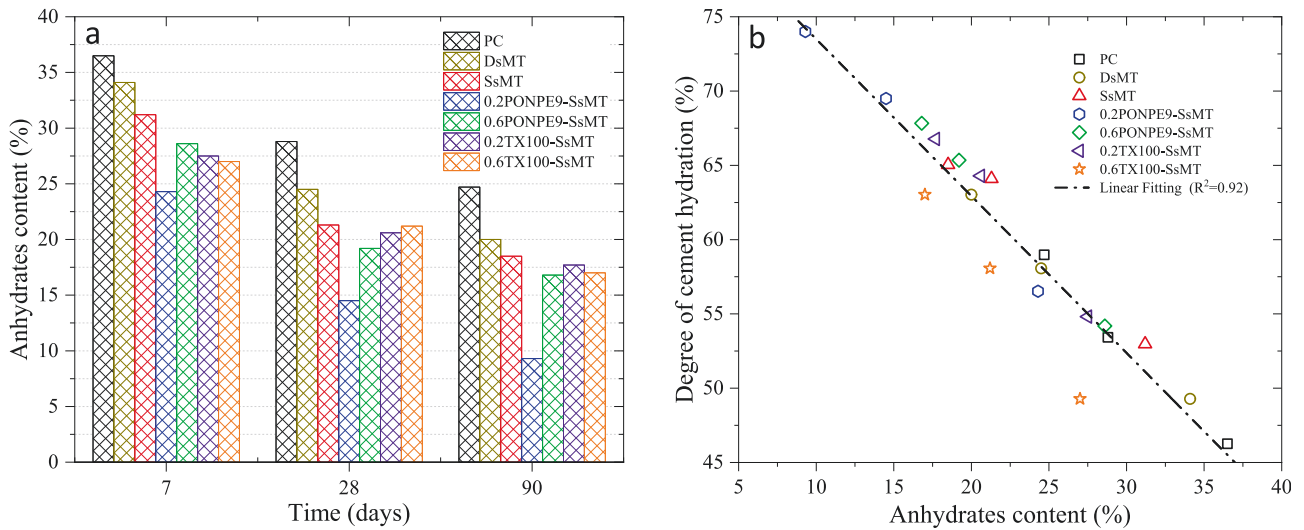 a
Anhydrates content (%)
40
35
30
25
20
15
10
5
0
7
28
90
Time (days)
PC
DsMT
SsMT
0.2PONPE9-SsMT
0.6PONPE9-SsMT
0.2TX100-SsMT
0.6TX100-SsMT
b
Degree of cement hydration (%)
75
70
65
60
55
50
45
5
10
15
20
25
30
35
40
Anhydrates content (%)
PC
DsMT
SsMT
0.2PONPE9-SsMT
0.6PONPE9-SsMT
0.2TX100-SsMT
0.6TX100-SsMT
Linear Fitting (R²=0.92)